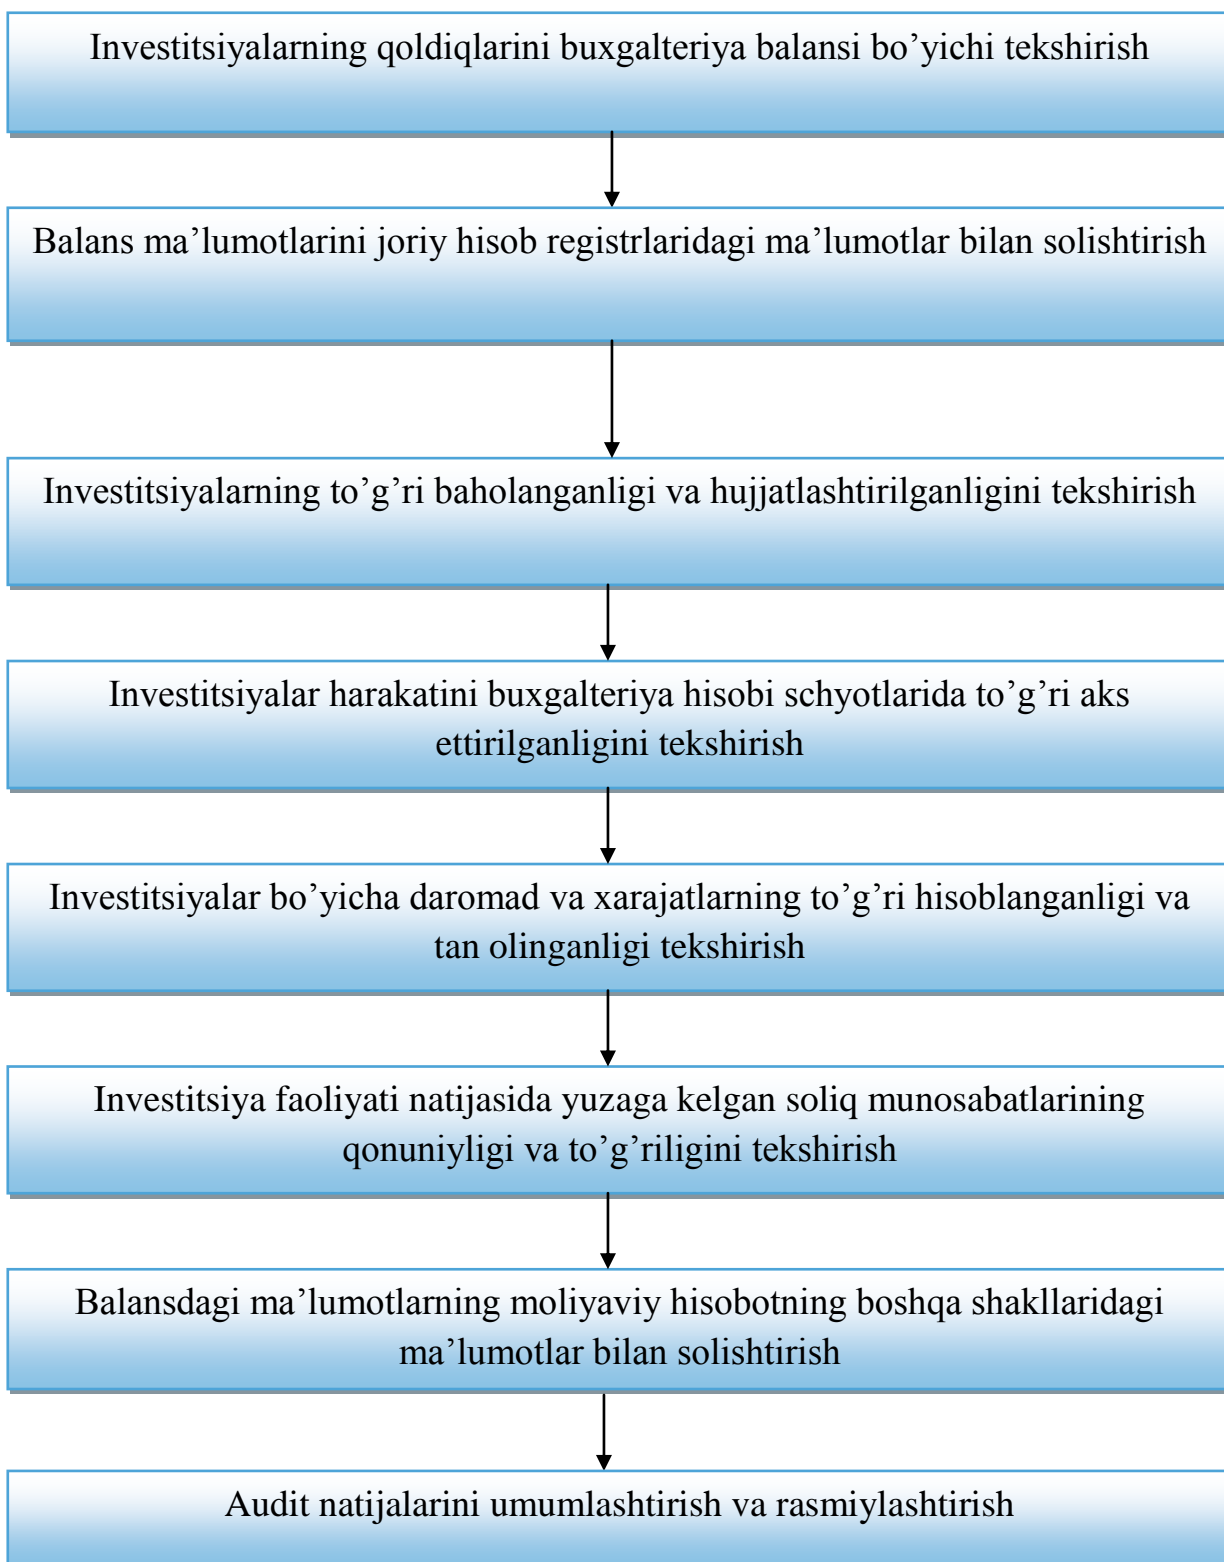 Investitsiyalarning qoldiqlarini buxgalteriya balansi bo’yichi tekshirish
Balans ma’lumotlarini joriy hisob registrlaridagi ma’lumotlar bilan solishtirish
Investitsiyalarning to’g’ri baholanganligi va hujjatlashtirilganligini tekshirish
Investitsiyalar harakatini buxgalteriya hisobi schyotlarida to’g’ri aks
ettirilganligini tekshirish
Investitsiyalar bo’yicha daromad va xarajatlarning to’g’ri hisoblanganligi va
tan olinganligi tekshirish
Investitsiya faoliyati natijasida yuzaga kelgan soliq munosabatlarining
qonuniyligi va to’g’riligini tekshirish
Balansdagi ma’lumotlarning moliyaviy hisobotning boshqa shakllaridagi
ma’lumotlar bilan solishtirish
Audit natijalarini umumlashtirish va rasmiylashtirish